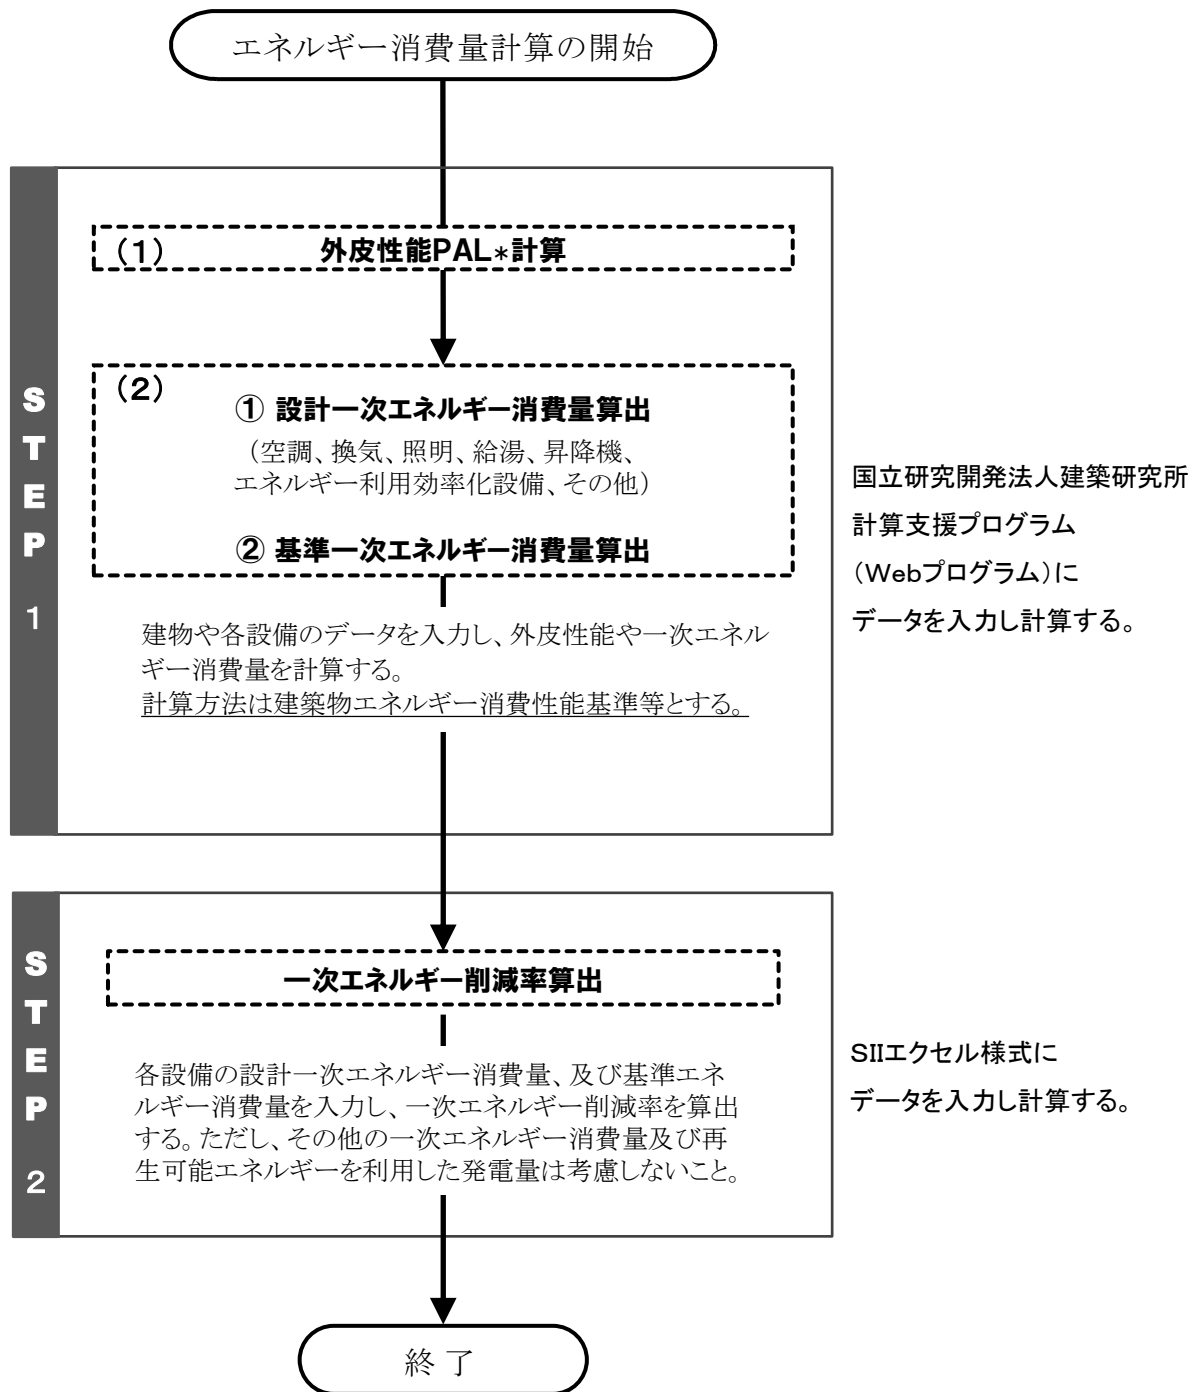 エネルギー消費量計算の開始
STEP 1
（1） 外皮性能PAL*計算
（2）
① 設計一次エネルギー消費量算出
（空調、換気、照明、給湯、昇降機、
エネルギー利用効率化設備、その他）
② 基準一次エネルギー消費量算出
建物や各設備のデータを入力し、外皮性能や一次エネル
ギー消費量を計算する。
計算方法は建築物エネルギー消費性能基準等とする。
国立研究開発法人建築研究所
計算支援プログラム
（Webプログラム）に
データを入力し計算する。
STEP 2
一次エネルギー削減率算出
各設備の設計一次エネルギー消費量、及び基準エネ
ルギー消費量を入力し、一次エネルギー削減率を算出
する。ただし、その他の一次エネルギー消費量及び再
生可能エネルギーを利用した発電量は考慮しないこと。
SIIエクセル様式に
データを入力し計算する。
終了